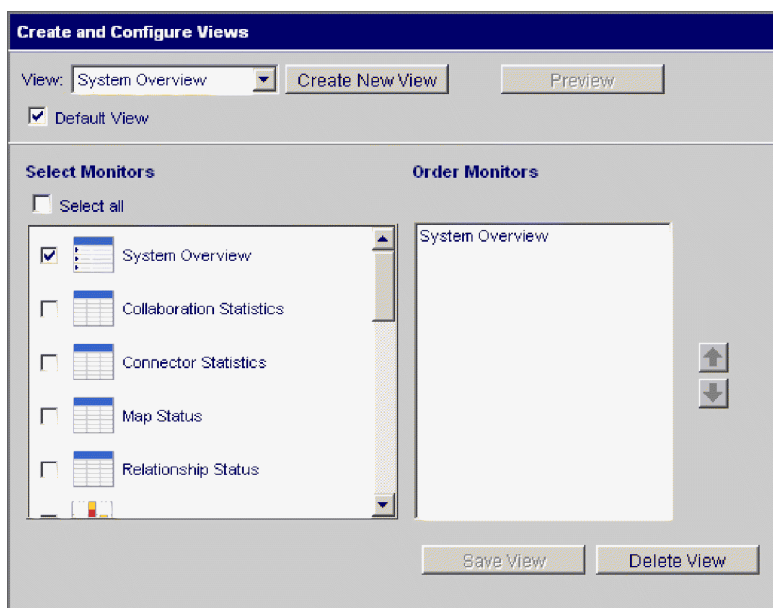 Create and Configure Views
View: System Overview Create New View Preview
Default View
Select Monitors Order Monitors
Select all
System Overview System Overview
Collaboration Statistics
Connector Statistics
Map Status
Relationship Status
Save View Delete View